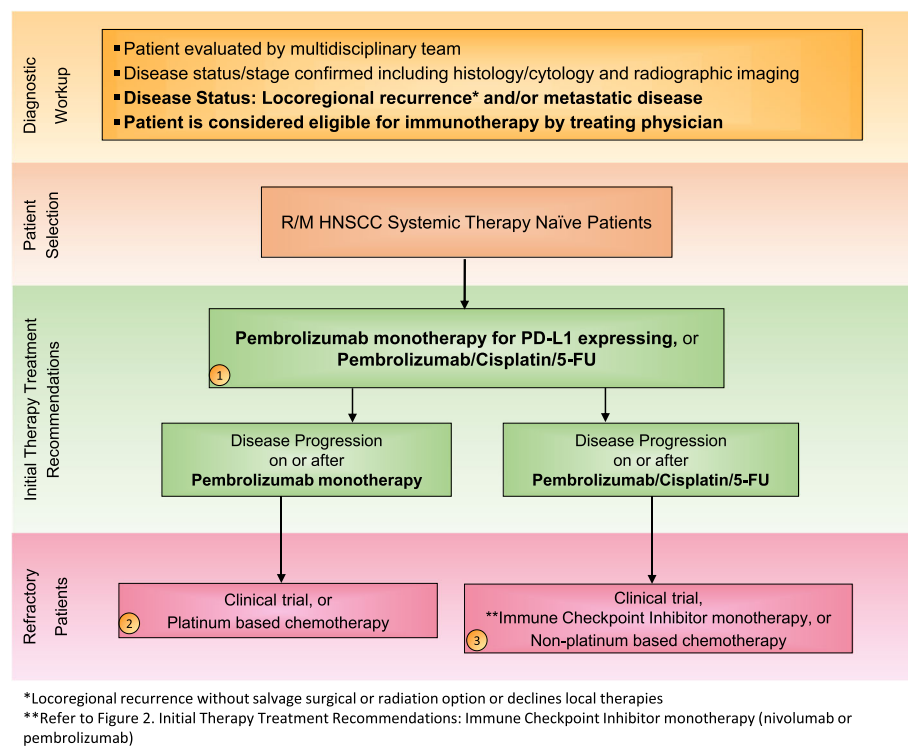 Diagnostic
Workup
▪Patient evaluated by multidisciplinary team
▪Disease status/stage confirmed including histology/cytology and radiographic imaging
▪Disease Status: Locoregional recurrence* and/or metastatic disease
▪Patient is considered eligible for immunotherapy by treating physician
Patient
Selection
R/M HNSCC Systemic Therapy Naïve Patients
Initial Therapy Treatment
Recommendations
Pembrolizumab monotherapy for PD-L1 expressing, or
Pembrolizumab/Cisplatin/5-FU
1
Disease Progression
on or after
Pembrolizumab monotherapy
Disease Progression
on or after
Pembrolizumab/Cisplatin/5-FU
Refractory
Patients
Clinical trial, or
Platinum based chemotherapy
2
Clinical trial,
**Immune Checkpoint Inhibitor monotherapy, or
Non-platinum based chemotherapy
3
*Locoregional recurrence without salvage surgical or radiation option or declines local therapies
**Refer to Figure 2. Initial Therapy Treatment Recommendations: Immune Checkpoint Inhibitor monotherapy (nivolumab or
pembrolizumab)